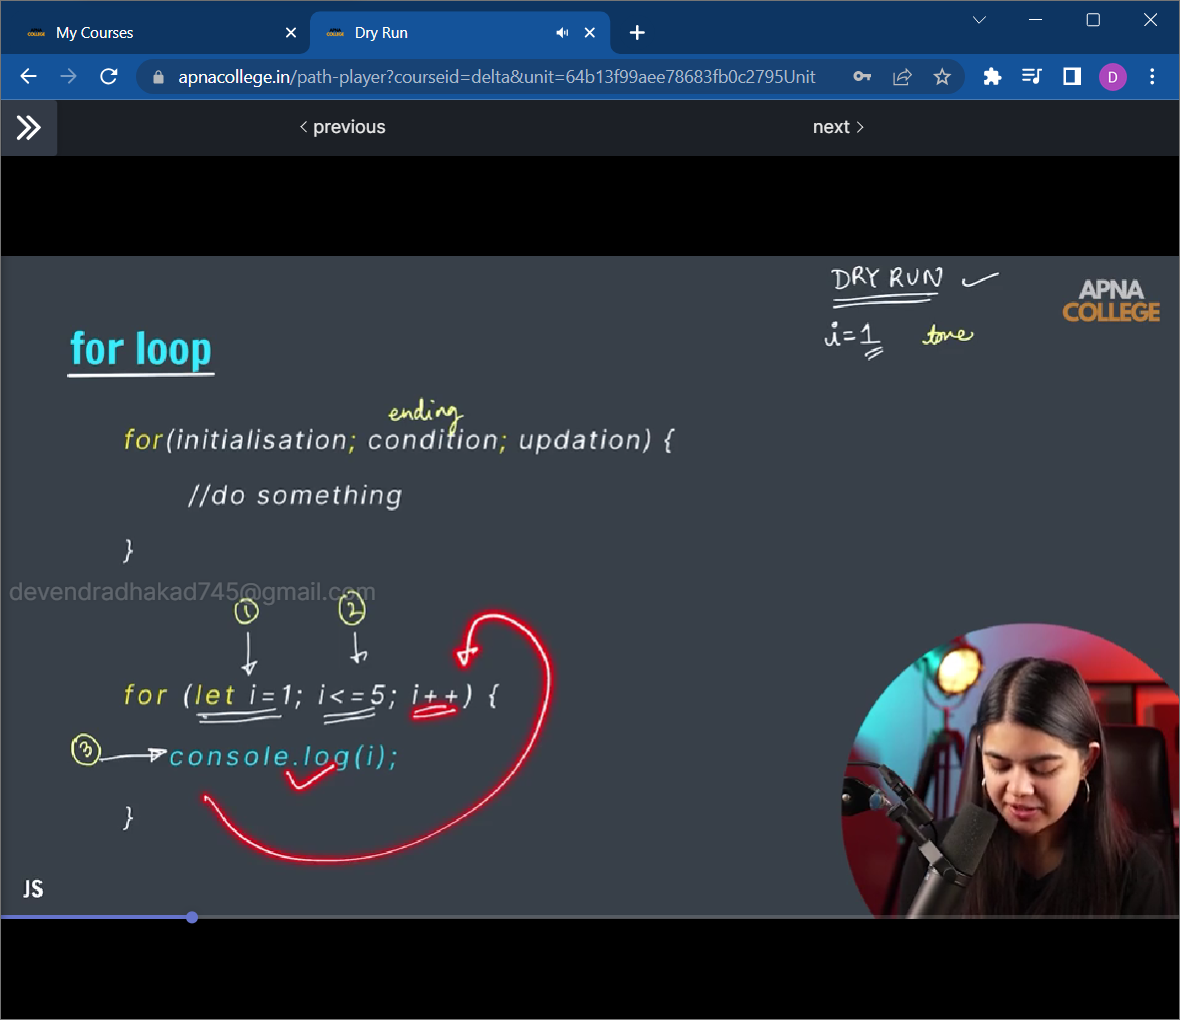 My Courses
Dry Run
apnacollege.in/path-player?courseid=delta&unit=64b13f99aee78683fb0c2795Unit
D
previous
next
DRY RUN
APNA
COLLEGE
i=1 true
for loop
ending
for(initialisation; condition; updation) {
//do something
}
devendradhakad745@gmail.com
1 2
for (let i=1; i<=5; i++) {
3 console.log(i);
}
JS